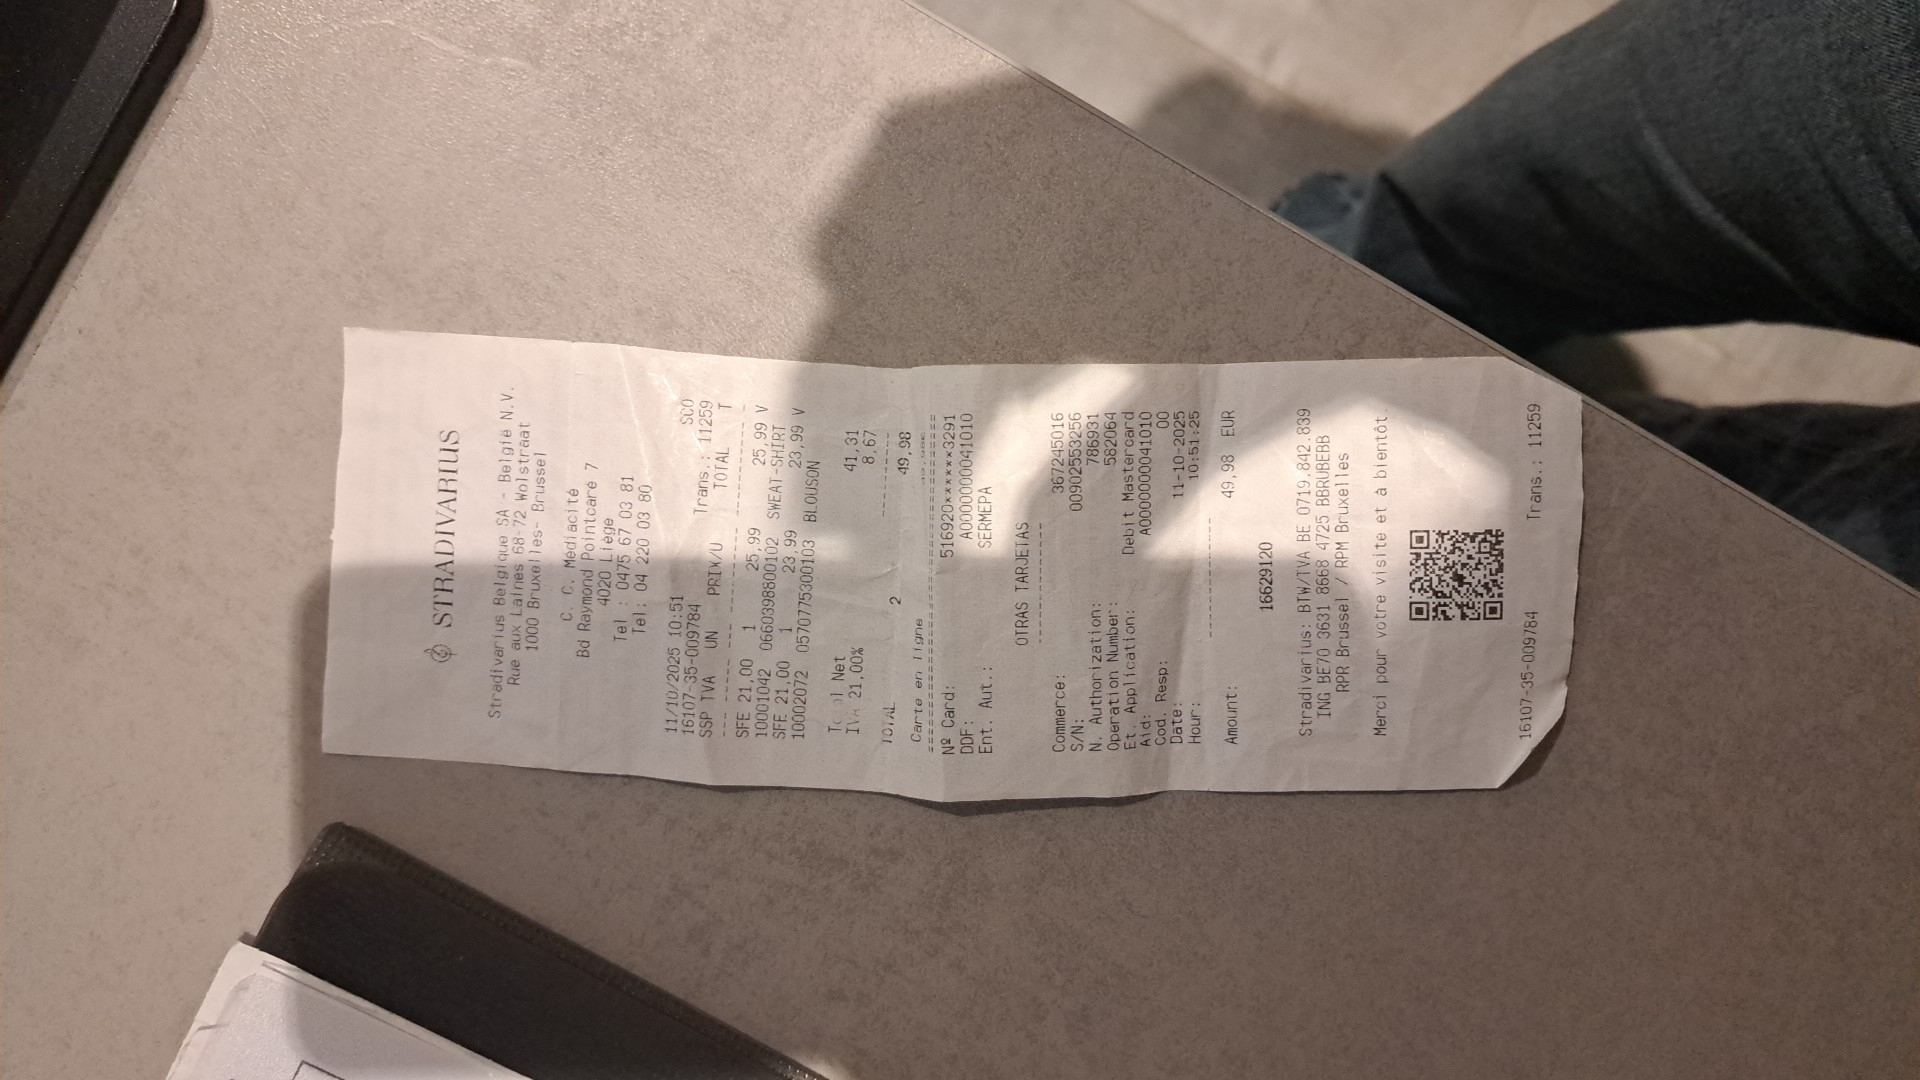 STRADIVARIUS
Stradivarius Belgique SA - België N.V.
Rue aux Laines 68-72 Wolstraat
1000 Bruxelles- Brussel
C. C. Médiacité
Bd Raymond Pointcaré 7
4020 Liège
Tel : 0475 67 03 81
Tel: 04 220 03 80
11/10/2025 10:51 SCO
16107-35-009784 Trans.: 11259
SSP TVA UN PRIX/U TOTAL T
SFE 21,00 1 25,99 25,99 V
10001042 06603988001​02 SWEAT-SHIRT
SFE 21,00 1 23,99 23,99 V
10002072 05707753001​03 BLOUSON
Net 41,31
IVA 21,00% 8,67
TOTAL 2 49,98
Carte en ligne
Nº Card: 516920******3291
DDF: A0000000041010
Ent. Aut.: SERMEPA
OTRAS TARJETAS
Commerce: 367245016
S/N: 00902553256
N. Authorization: 786931
Operation Number: 582064
Et. Application: Debit Mastercard
Aid: A0000000041010
Cod. Resp: 00
Date: 11-10-2025
Hour: 10:51:25
Amount: 49,98 EUR
16629120
Stradivarius: BTW/TVA BE 0719.842.839
ING BE70 3631 8668 4725 BBRUBEBB
RPR Brussel / RPM Bruxelles
Merci pour votre visite et à bientôt.
16107-35-009784 Trans.: 11259